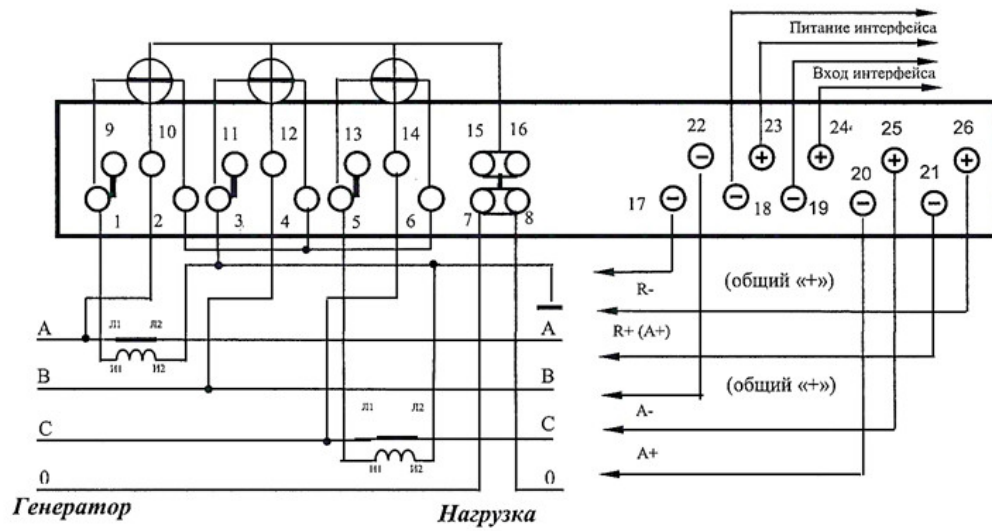 Питание интерфейса
Вход интерфейса
9 10 11 12 13 14 15 16 22 23 24 25 26
1 2 3 4 5 6 7 8 17 18 19 20 21
R-
(общий «+»)
A Л1 Л2 A
R+ (A+)
И1 И2
B B
(общий «+»)
A-
Л1 Л2
C C
A+
И1 И2
0 0
Генератор Нагрузка